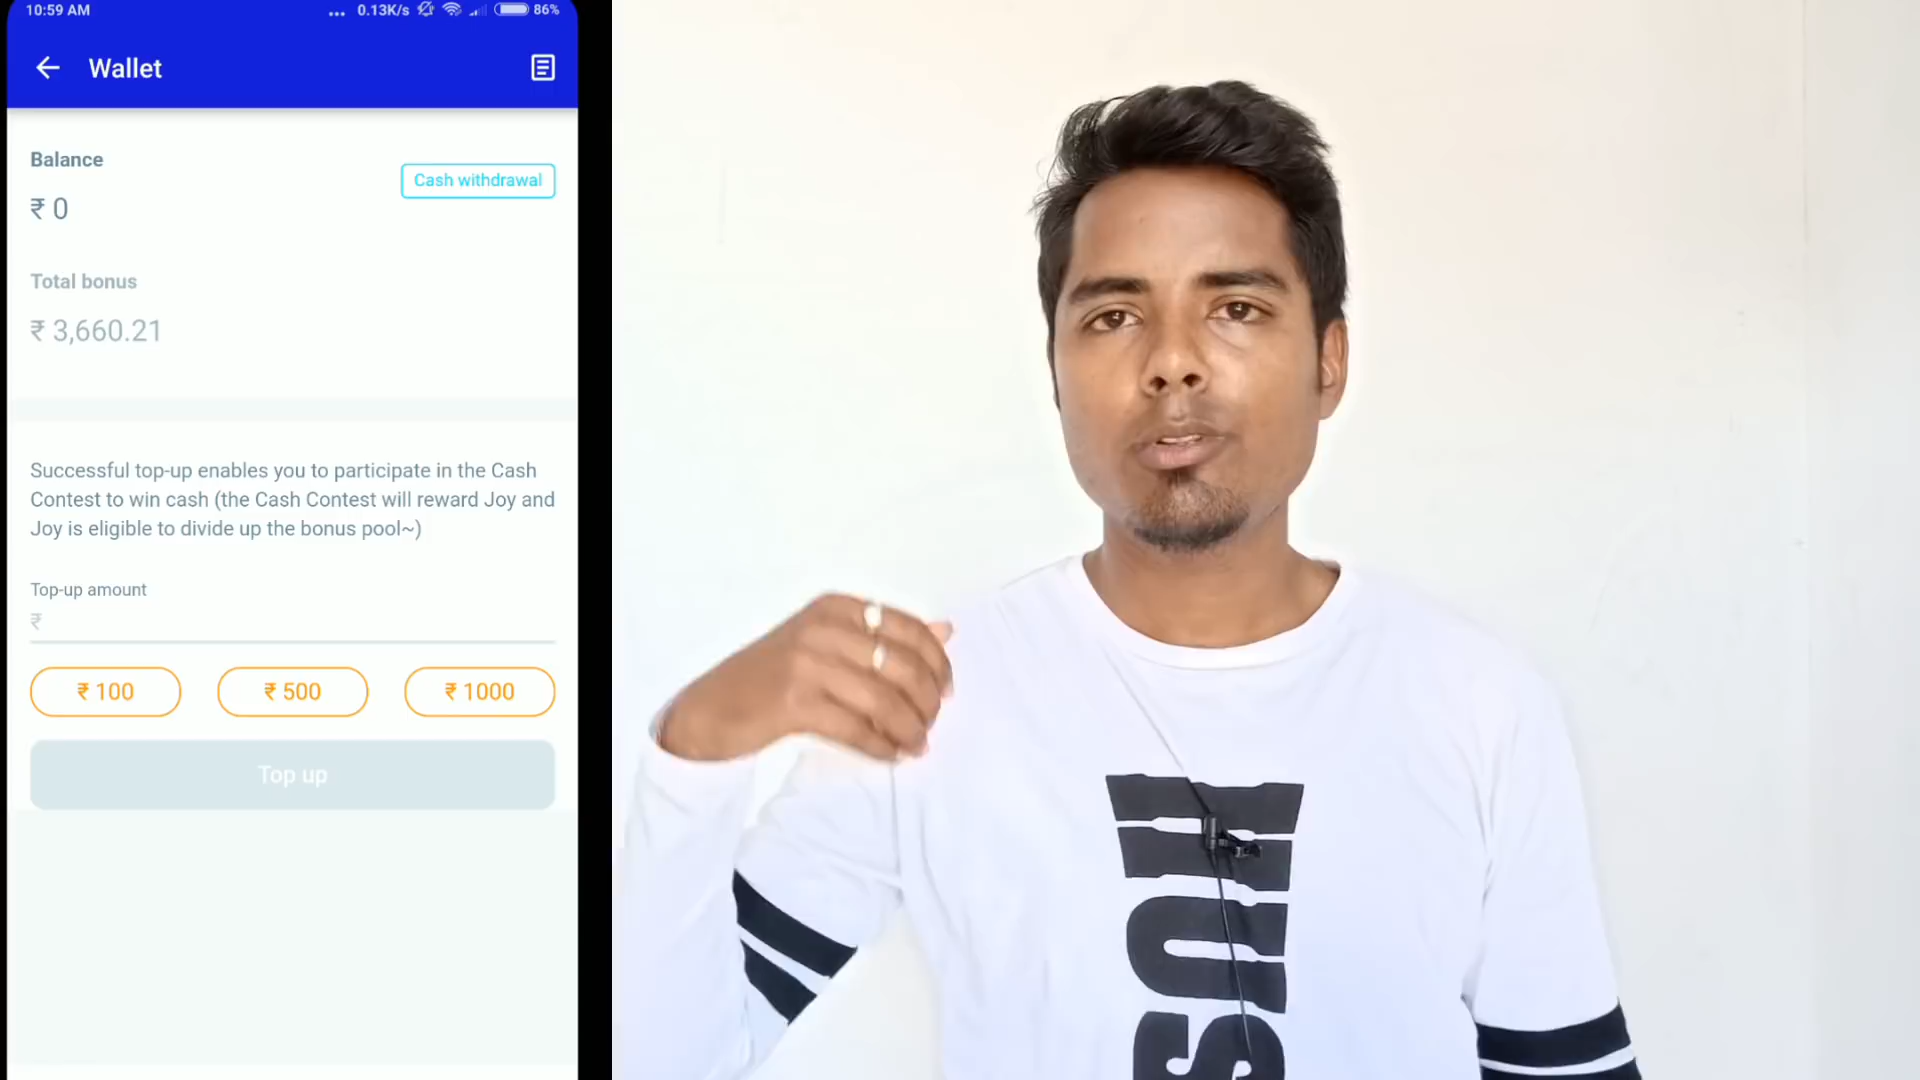 10:59 AM ... 0.13K/s 86%
Wallet
Balance
Cash withdrawal
₹ 0
Total bonus
₹ 3,660.21
Successful top-up enables you to participate in the Cash
Contest to win cash (the Cash Contest will reward Joy and
Joy is eligible to divide up the bonus pool~)
Top-up amount
₹
₹ 100 ₹ 500 ₹ 1000
Top up